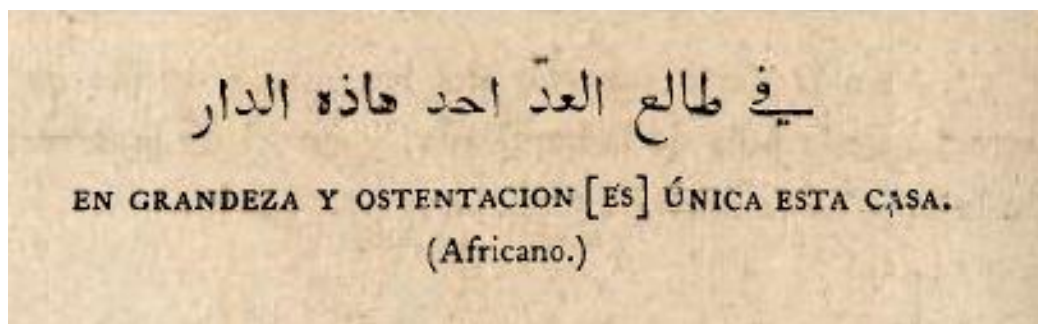 في طالع العدّ احد هاذه الدار
EN GRANDEZA Y OSTENTACION [ES] ÚNICA ESTA CASA.
(Africano.)